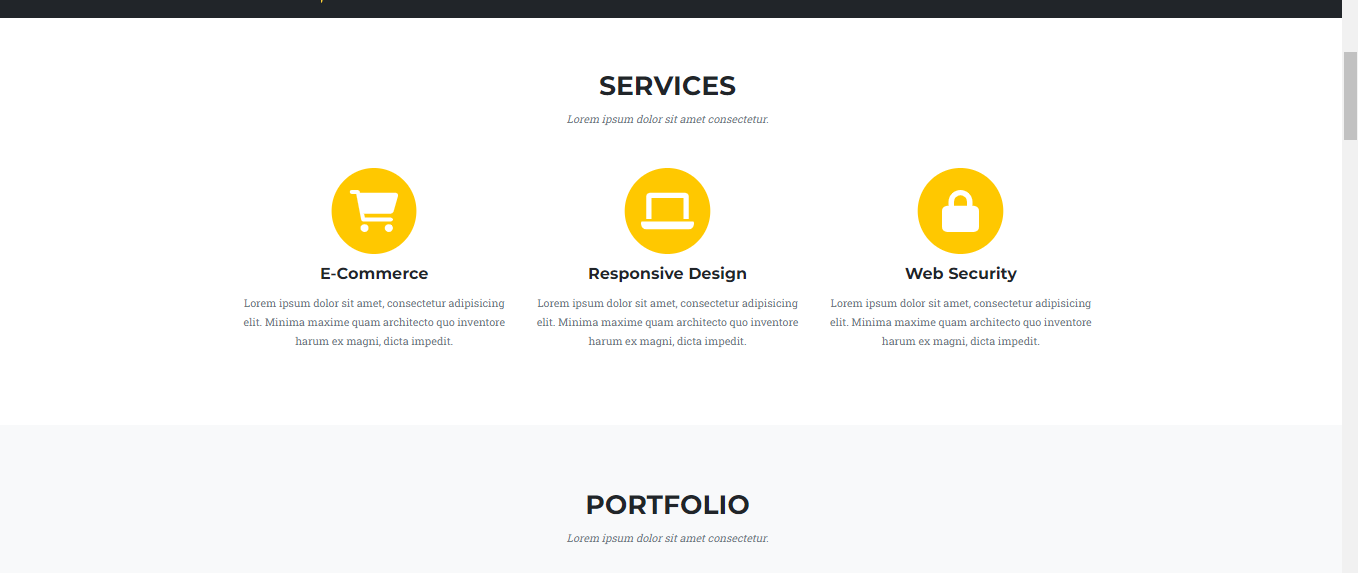 SERVICES
Lorem ipsum dolor sit amet consectetur.
E-Commerce
Lorem ipsum dolor sit amet, consectetur adipisicing
elit. Minima maxime quam architecto quo inventore
harum ex magni, dicta impedit.
Responsive Design
Lorem ipsum dolor sit amet, consectetur adipisicing
elit. Minima maxime quam architecto quo inventore
harum ex magni, dicta impedit.
Web Security
Lorem ipsum dolor sit amet, consectetur adipisicing
elit. Minima maxime quam architecto quo inventore
harum ex magni, dicta impedit.
PORTFOLIO
Lorem ipsum dolor sit amet consectetur.